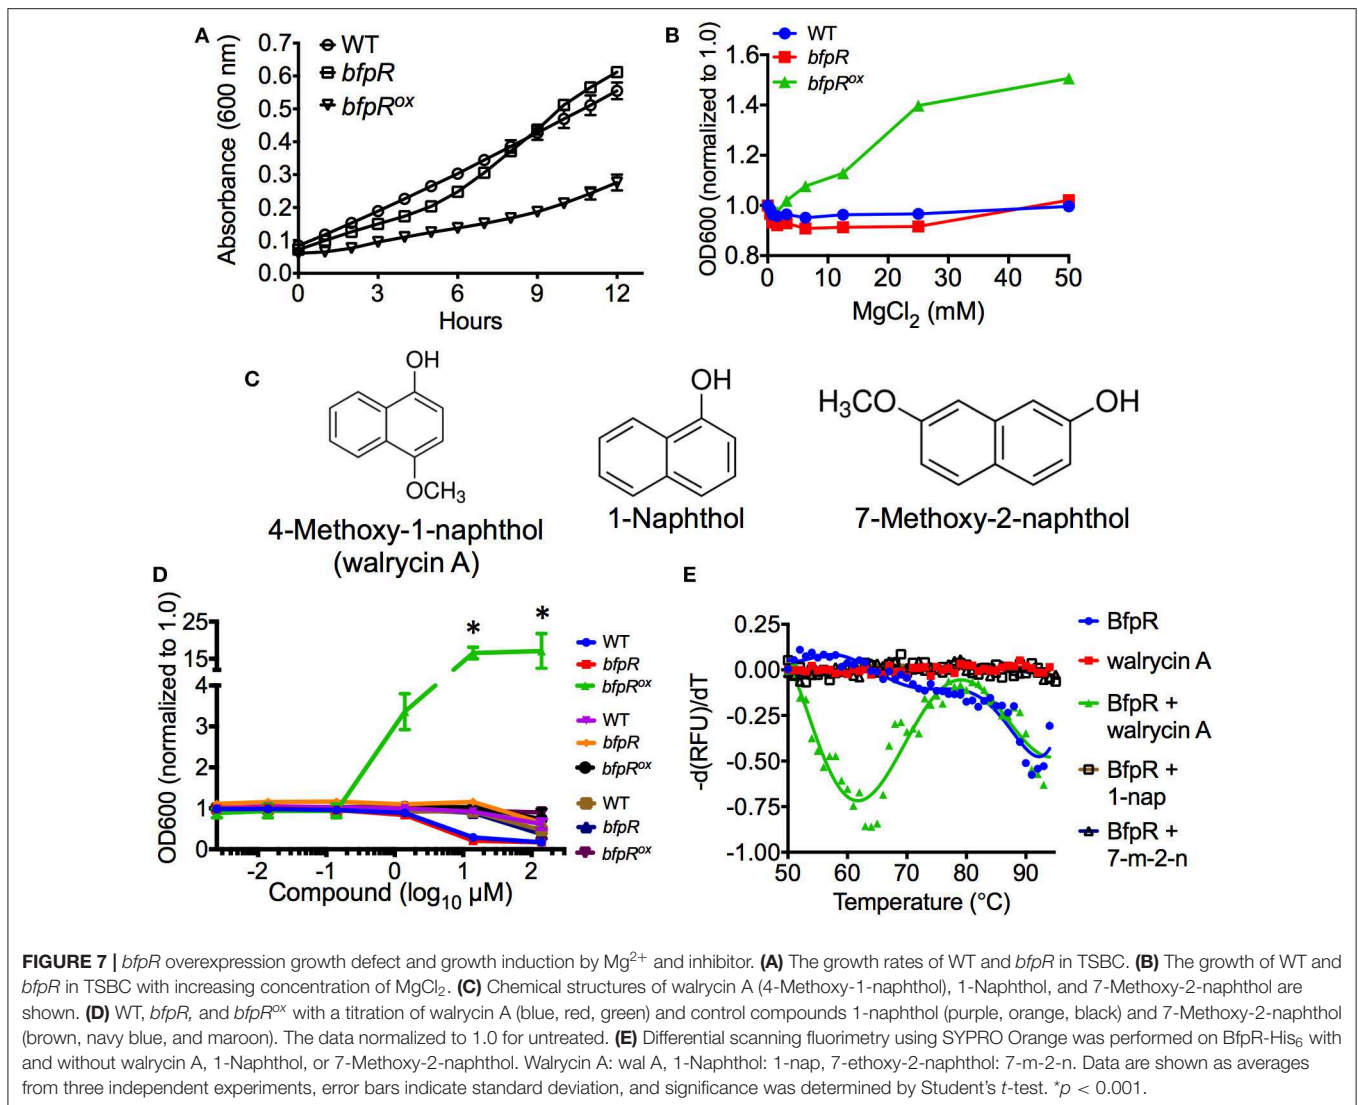 A
0.7
0.6
0.5
0.4
0.3
0.2
0.1
0.0
Absorbance (600 nm)
WT
bfpR
bfpRox
0 3 6 9 12
Hours
B
1.6
1.4
1.2
1.0
0.8
OD600 (normalized to 1.0)
WT
bfpR
bfpRox
0 10 20 30 40 50
MgCl2 (mM)
C
OH
OCH3
4-Methoxy-1-naphthol
(walrycin A)
OH
1-Naphthol
H3CO
OH
7-Methoxy-2-naphthol
D
25
15
4
3
2
1
0
OD600 (normalized to 1.0)
* *
-2 -1 0 1 2
Compound (log10 µM)
WT
bfpR
bfpRox
WT
bfpR
bfpRox
WT
bfpR
bfpRox
E
0.25
0.00
-0.25
-0.50
-0.75
-1.00
-d(RFU)/dT
50 60 70 80 90
Temperature (°C)
BfpR
walrycin A
BfpR +
walrycin A
BfpR +
1-nap
BfpR +
7-m-2-n
FIGURE 7 | bfpR overexpression growth defect and growth induction by Mg2+ and inhibitor. (A) The growth rates of WT and bfpR in TSBC. (B) The growth of WT and
bfpR in TSBC with increasing concentration of MgCl2. (C) Chemical structures of walrycin A (4-Methoxy-1-naphthol), 1-Naphthol, and 7-Methoxy-2-naphthol are
shown. (D) WT, bfpR, and bfpRox with a titration of walrycin A (blue, red, green) and control compounds 1-naphthol (purple, orange, black) and 7-Methoxy-2-naphthol
(brown, navy blue, and maroon). The data normalized to 1.0 for untreated. (E) Differential scanning fluorimetry using SYPRO Orange was performed on BfpR-His6 with
and without walrycin A, 1-Naphthol, or 7-Methoxy-2-naphthol. Walrycin A: wal A, 1-Naphthol: 1-nap, 7-ethoxy-2-naphthol: 7-m-2-n. Data are shown as averages
from three independent experiments, error bars indicate standard deviation, and significance was determined by Student's t-test. *p < 0.001.